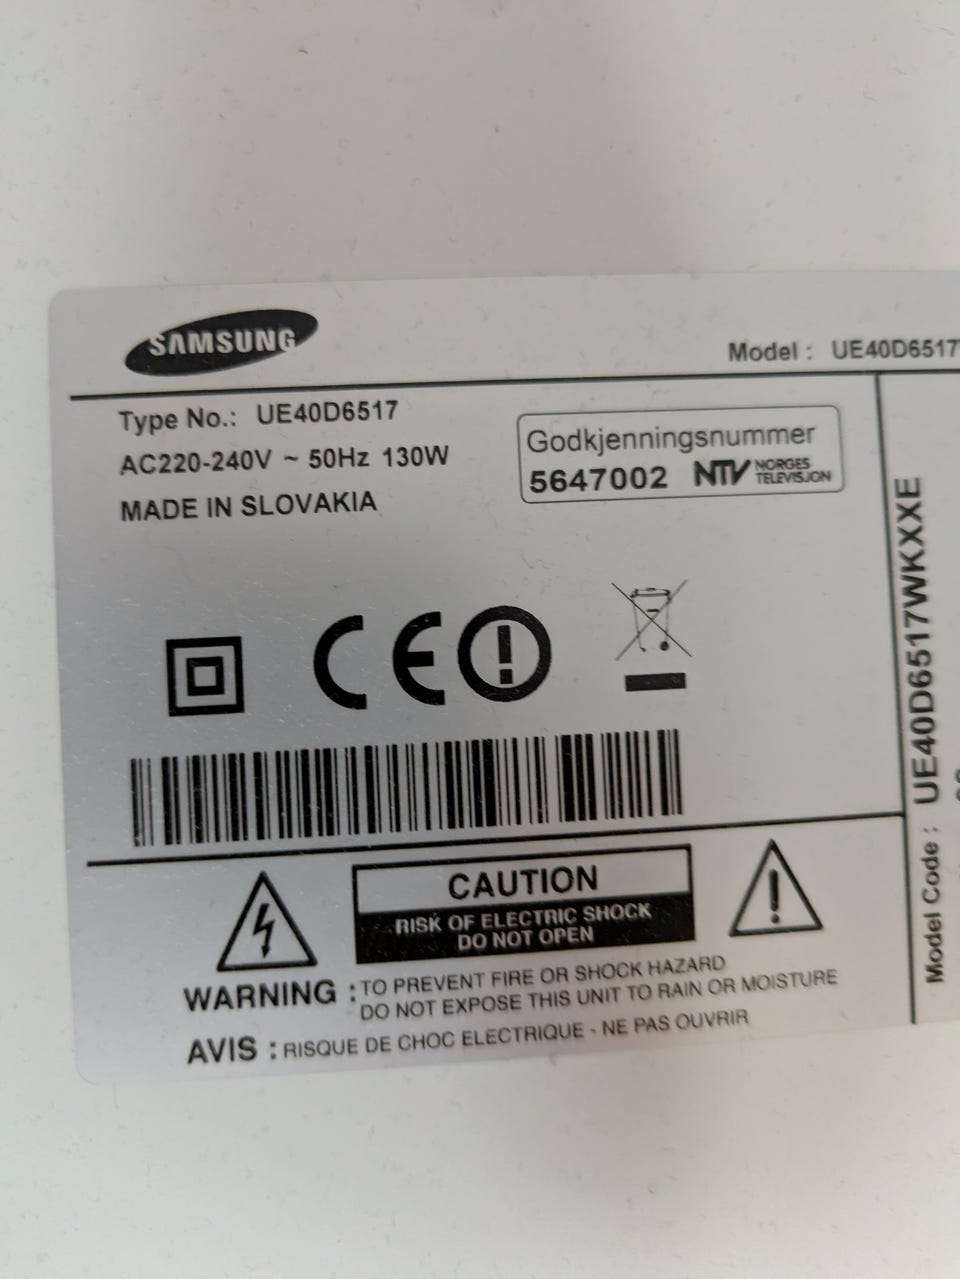 SAMSUNG
Model : UE40D6517
Type No.: UE40D6517
AC220-240V ~ 50Hz 130W
MADE IN SLOVAKIA
Godkjenningsnummer
5647002 NTV NORGES
TELEVISJON
CE
Model Code : UE40D6517WKXXE
CAUTION
RISK OF ELECTRIC SHOCK
DO NOT OPEN
WARNING : TO PREVENT FIRE OR SHOCK HAZARD
DO NOT EXPOSE THIS UNIT TO RAIN OR MOISTURE
AVIS : RISQUE DE CHOC ELECTRIQUE - NE PAS OUVRIR